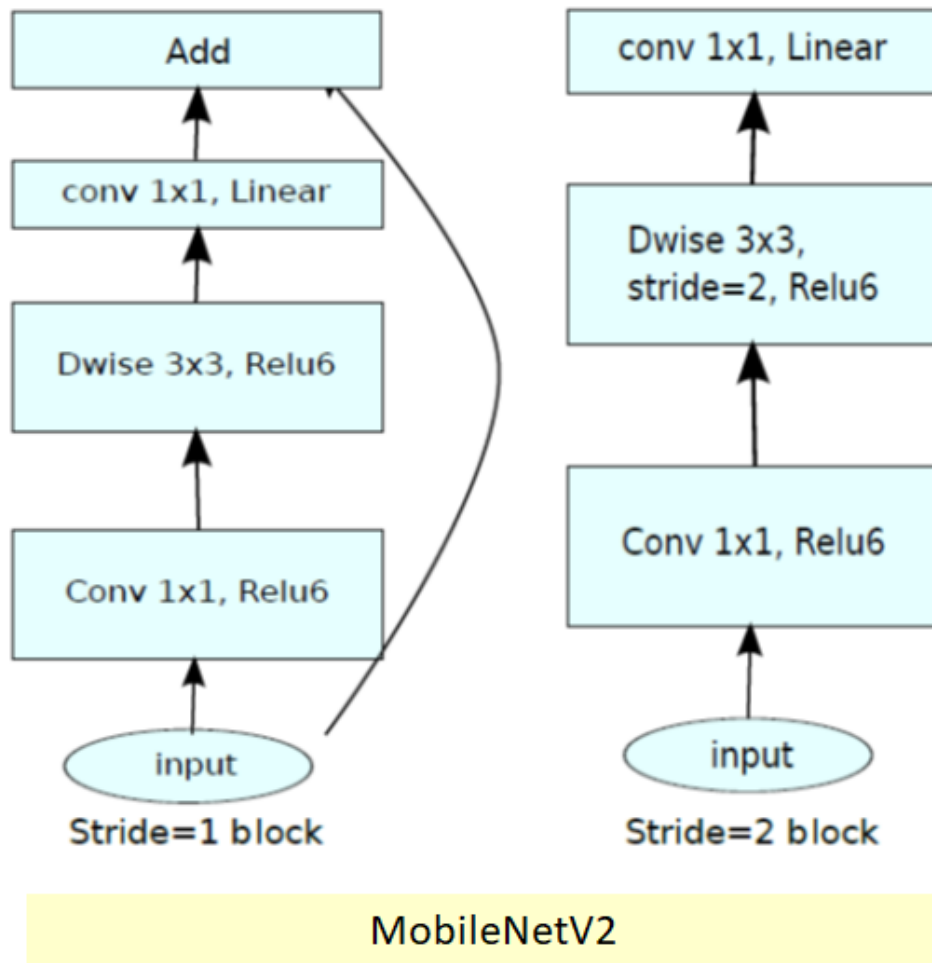 Add
conv 1x1, Linear
Dwise 3x3, Relu6
Conv 1x1, Relu6
input
Stride=1 block
conv 1x1, Linear
Dwise 3x3,
stride=2, Relu6
Conv 1x1, Relu6
input
Stride=2 block
MobileNetV2